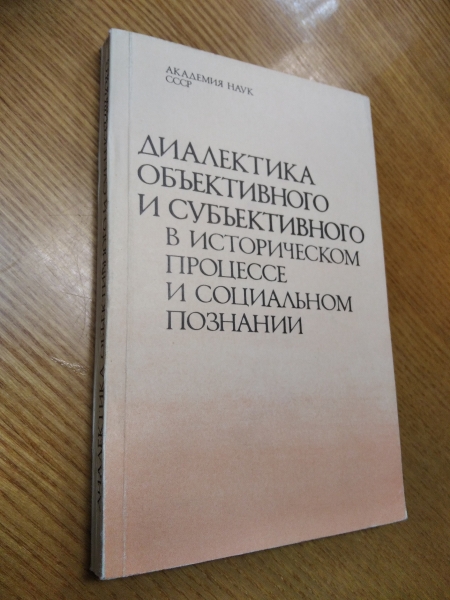 АКАДЕМИЯ НАУК
СССР
ДИАЛЕКТИКА
ОБЪЕКТИВНОГО
И СУБЪЕКТИВНОГО
В ИСТОРИЧЕСКОМ
ПРОЦЕССЕ
И СОЦИАЛЬНОМ
ПОЗНАНИИ